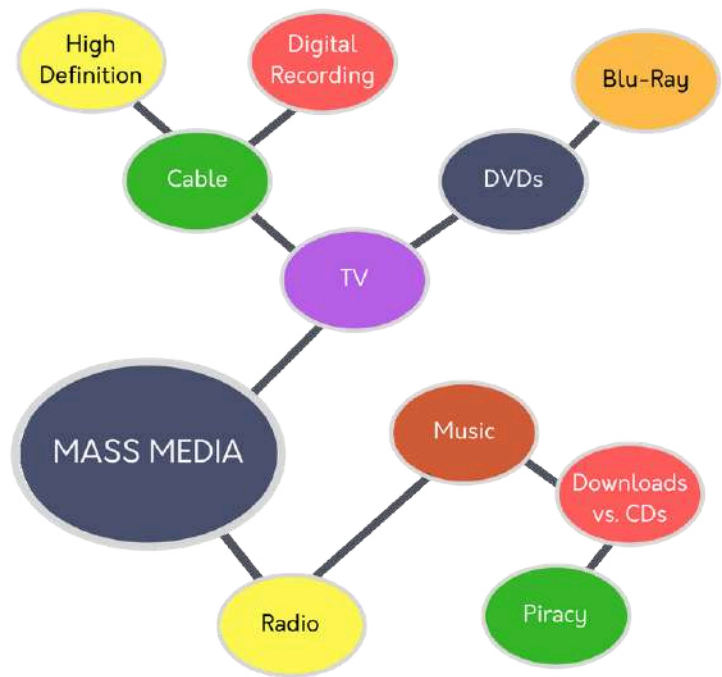 High
Definition
Digital
Recording
Blu-Ray
Cable
DVDs
TV
MASS MEDIA
Music
Downloads
vs. CDs
Radio
Piracy